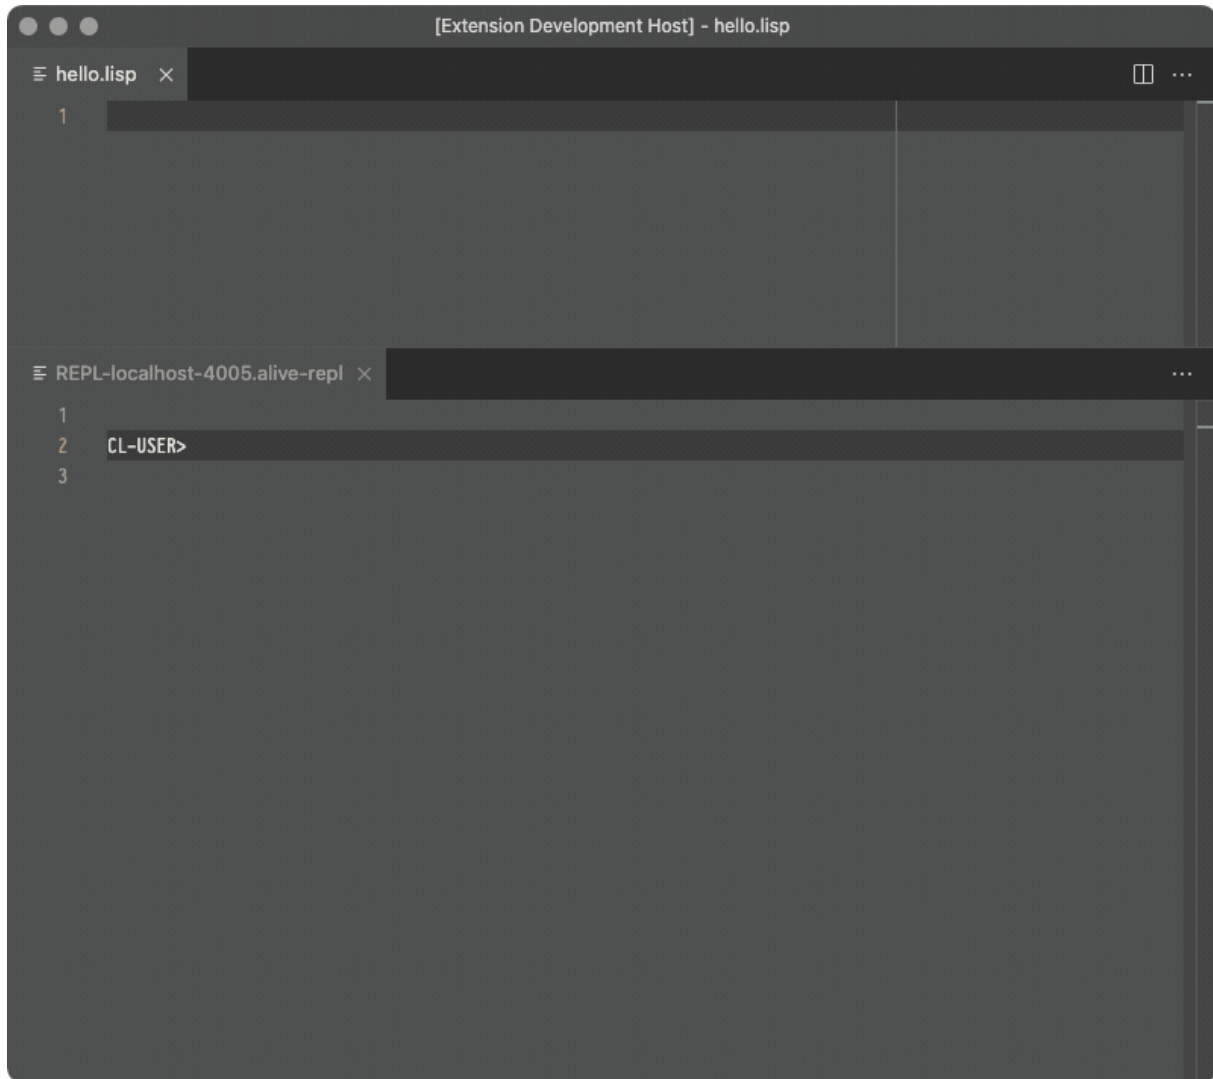 [Extension Development Host] - hello.lisp
hello.lisp
1
REPL-localhost-4005.alive-repl
1
2 CL-USER>
3